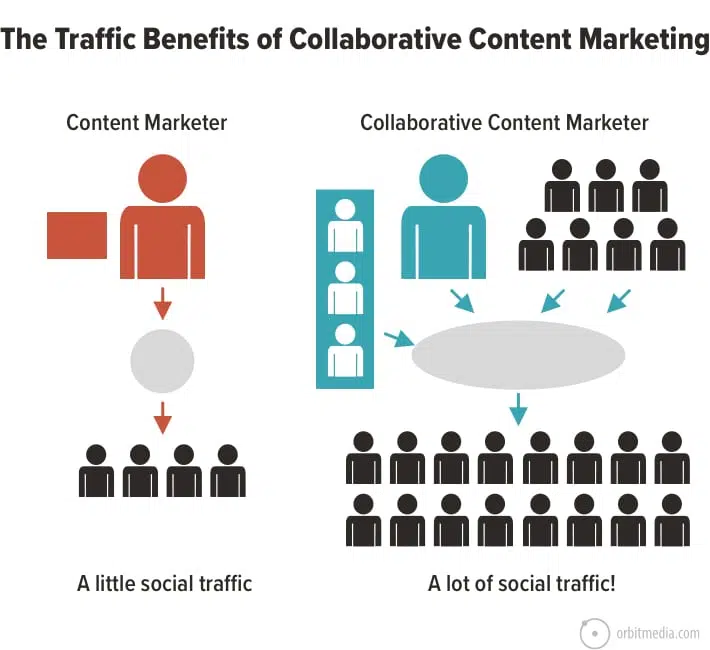 The Traffic Benefits of Collaborative Content Marketing
Content Marketer
Collaborative Content Marketer
A little social traffic
A lot of social traffic!
orbitmedia.com